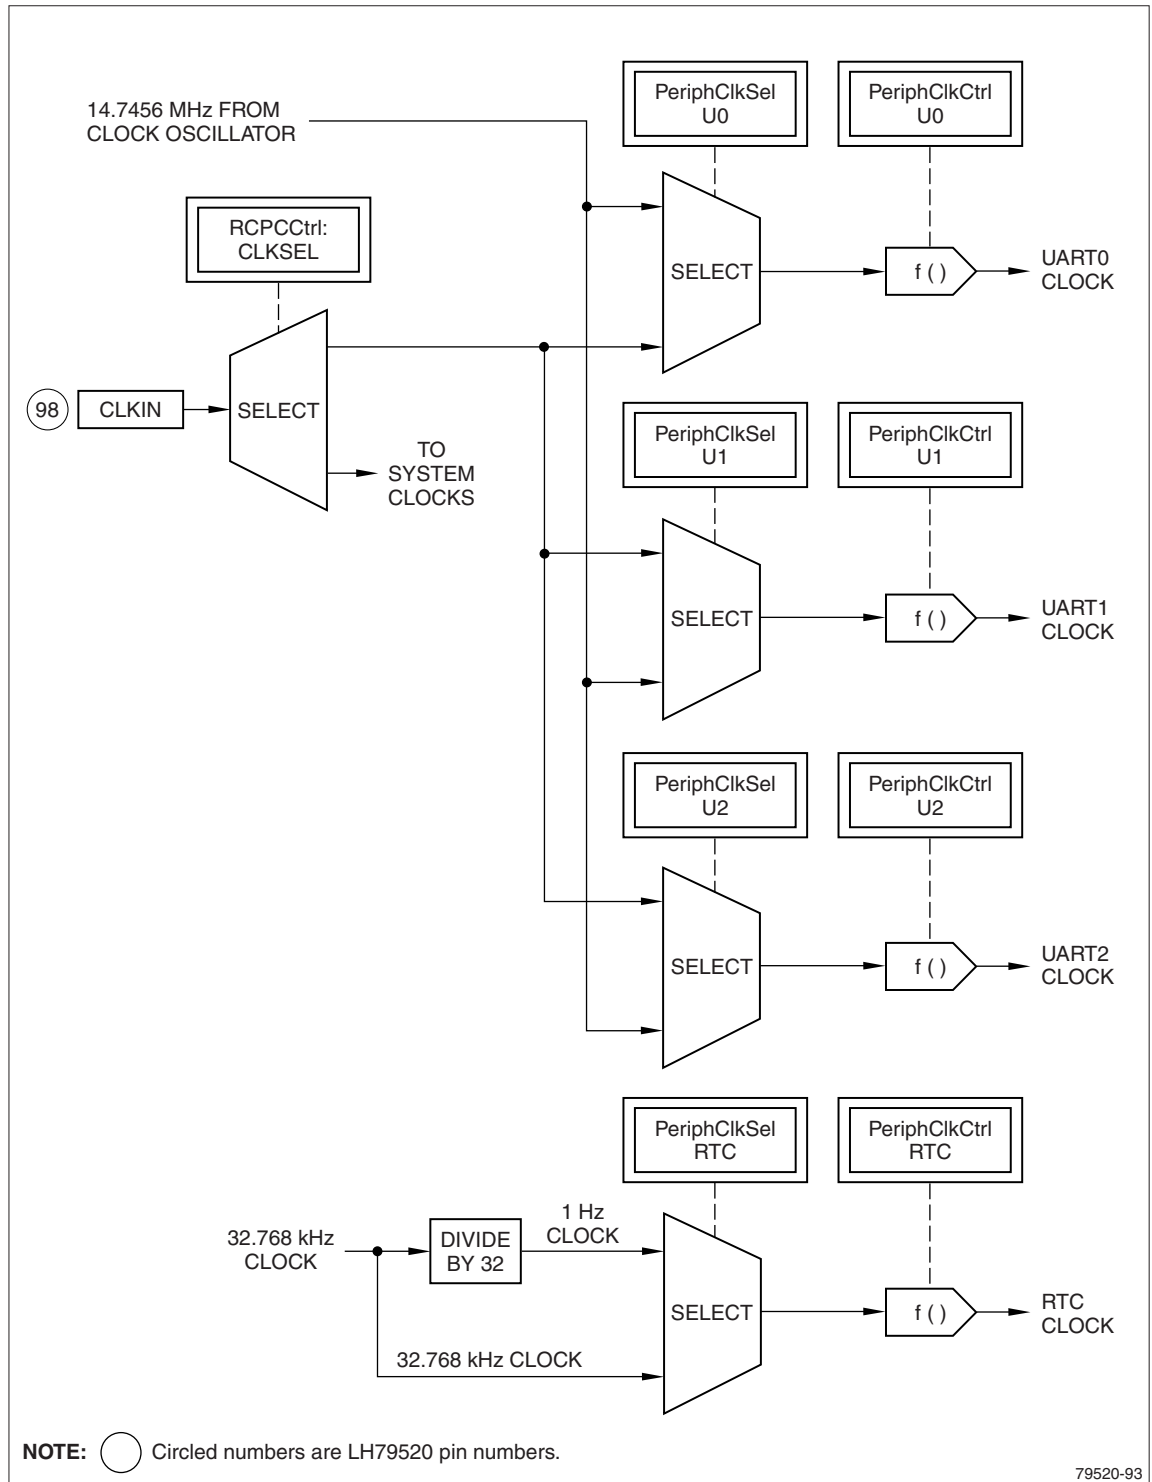 14.7456 MHz FROM
CLOCK OSCILLATOR
PeriphClkSel
U0
PeriphClkCtrl
U0
RCPCCtrl:
CLKSEL
SELECT
f ( )
UART0
CLOCK
98
CLKIN
SELECT
TO
SYSTEM
CLOCKS
PeriphClkSel
U1
PeriphClkCtrl
U1
SELECT
f ( )
UART1
CLOCK
PeriphClkSel
U2
PeriphClkCtrl
U2
SELECT
f ( )
UART2
CLOCK
PeriphClkSel
RTC
PeriphClkCtrl
RTC
32.768 kHz
CLOCK
DIVIDE
BY 32
1 Hz
CLOCK
SELECT
f ( )
RTC
CLOCK
32.768 kHz CLOCK
NOTE: Circled numbers are LH79520 pin numbers.
79520-93